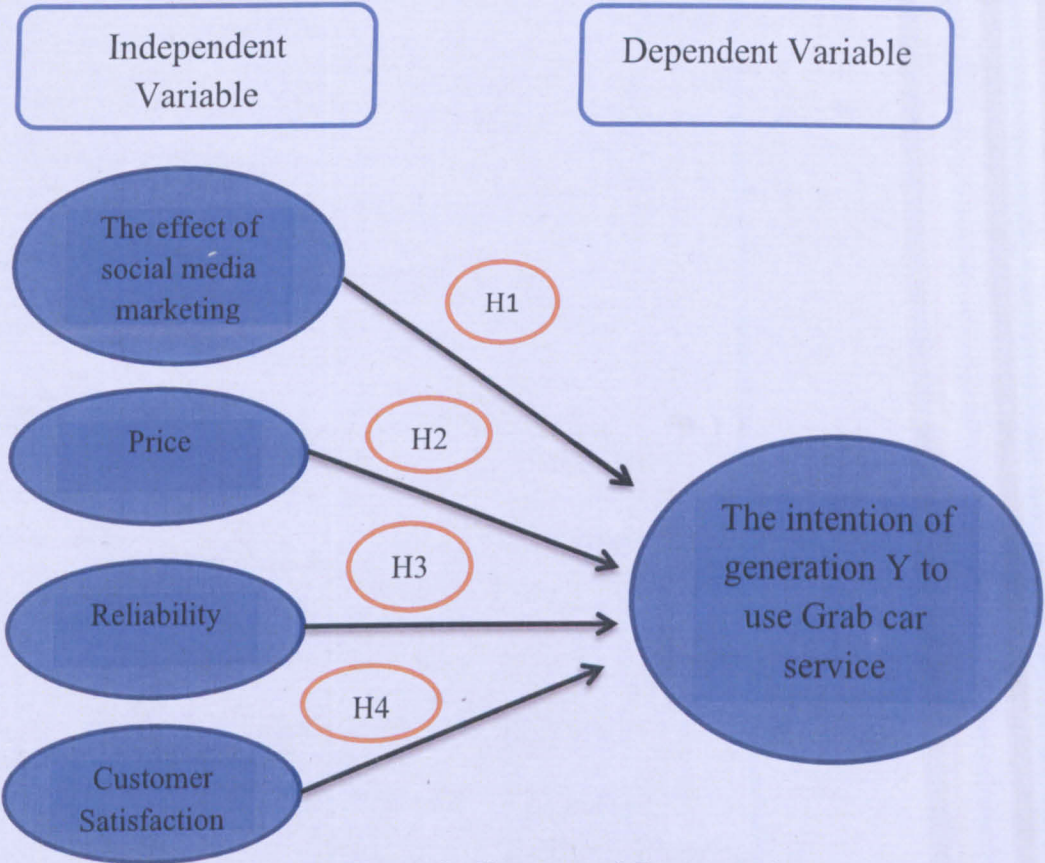 Independent
Variable
Dependent Variable
The effect of
social media
marketing
H1
Price
H2
Reliability
H3
Customer
Satisfaction
H4
The intention of
generation Y to
use Grab car
service